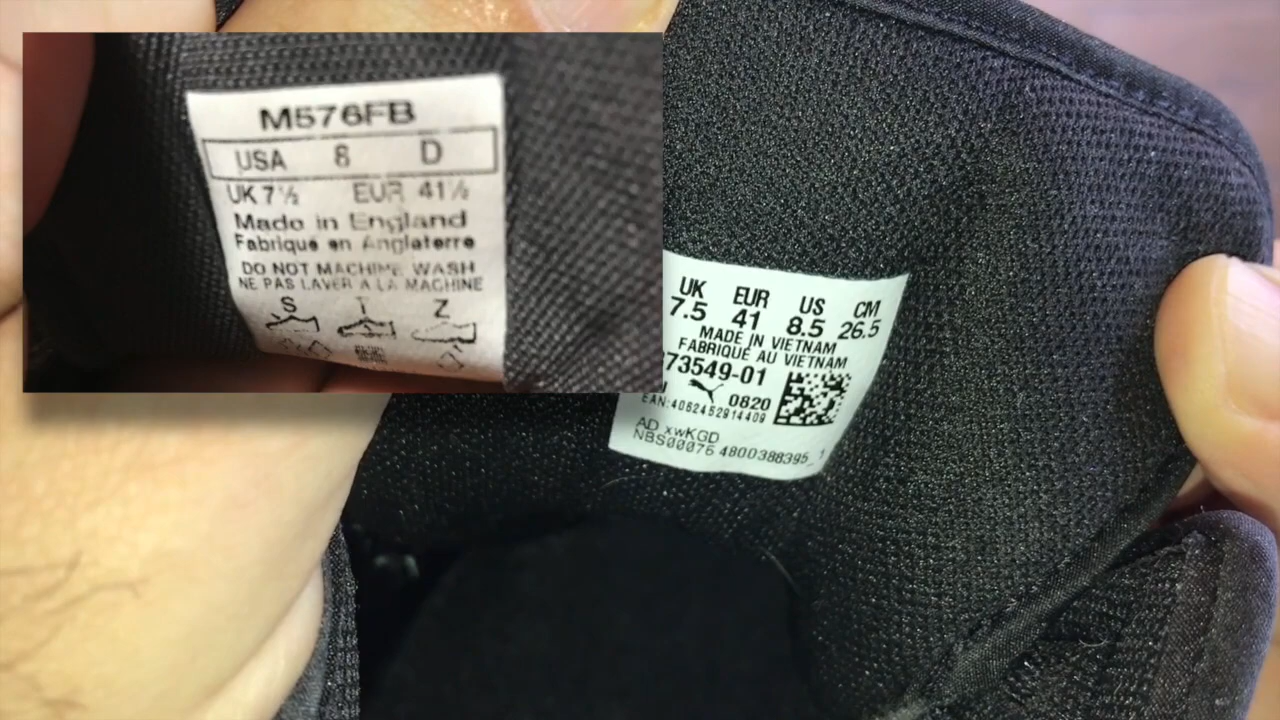 M576FB
USA 8 D
UK 7½ EUR 41½
Made in England
Fabriqué en Angleterre
DO NOT MACHINE WASH
NE PAS LAVER A LA MACHINE
S T Z
UK EUR US CM
7.5 41 8.5 26.5
MADE IN VIETNAM
FABRIQUÉ AU VIETNAM
73549-01
0820
EAN:4062452914409
AD xwKGD
NBS00076 4800388395 1